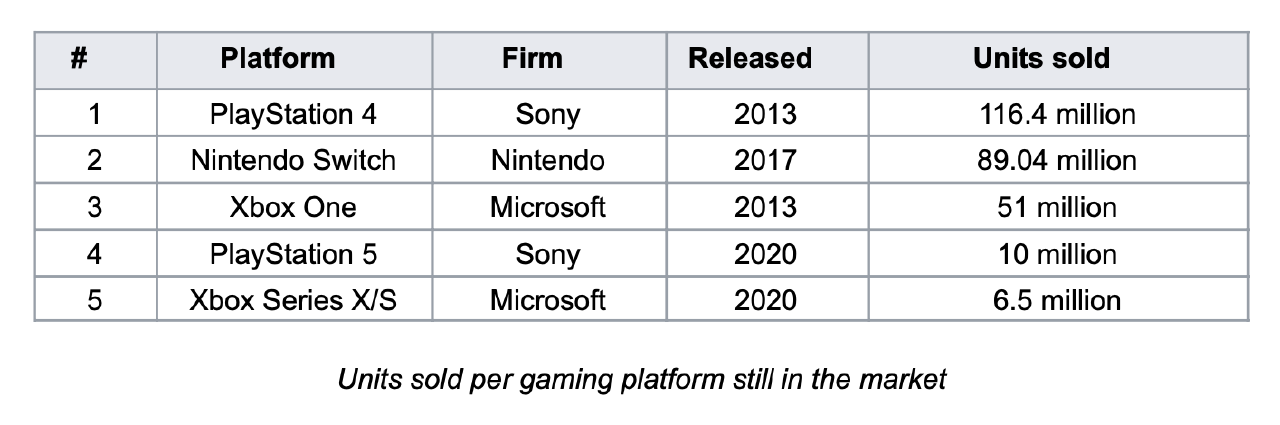 # Platform Firm Released Units sold
1 PlayStation 4 Sony 2013 116.4 million
2 Nintendo Switch Nintendo 2017 89.04 million
3 Xbox One Microsoft 2013 51 million
4 PlayStation 5 Sony 2020 10 million
5 Xbox Series X/S Microsoft 2020 6.5 million
Units sold per gaming platform still in the market